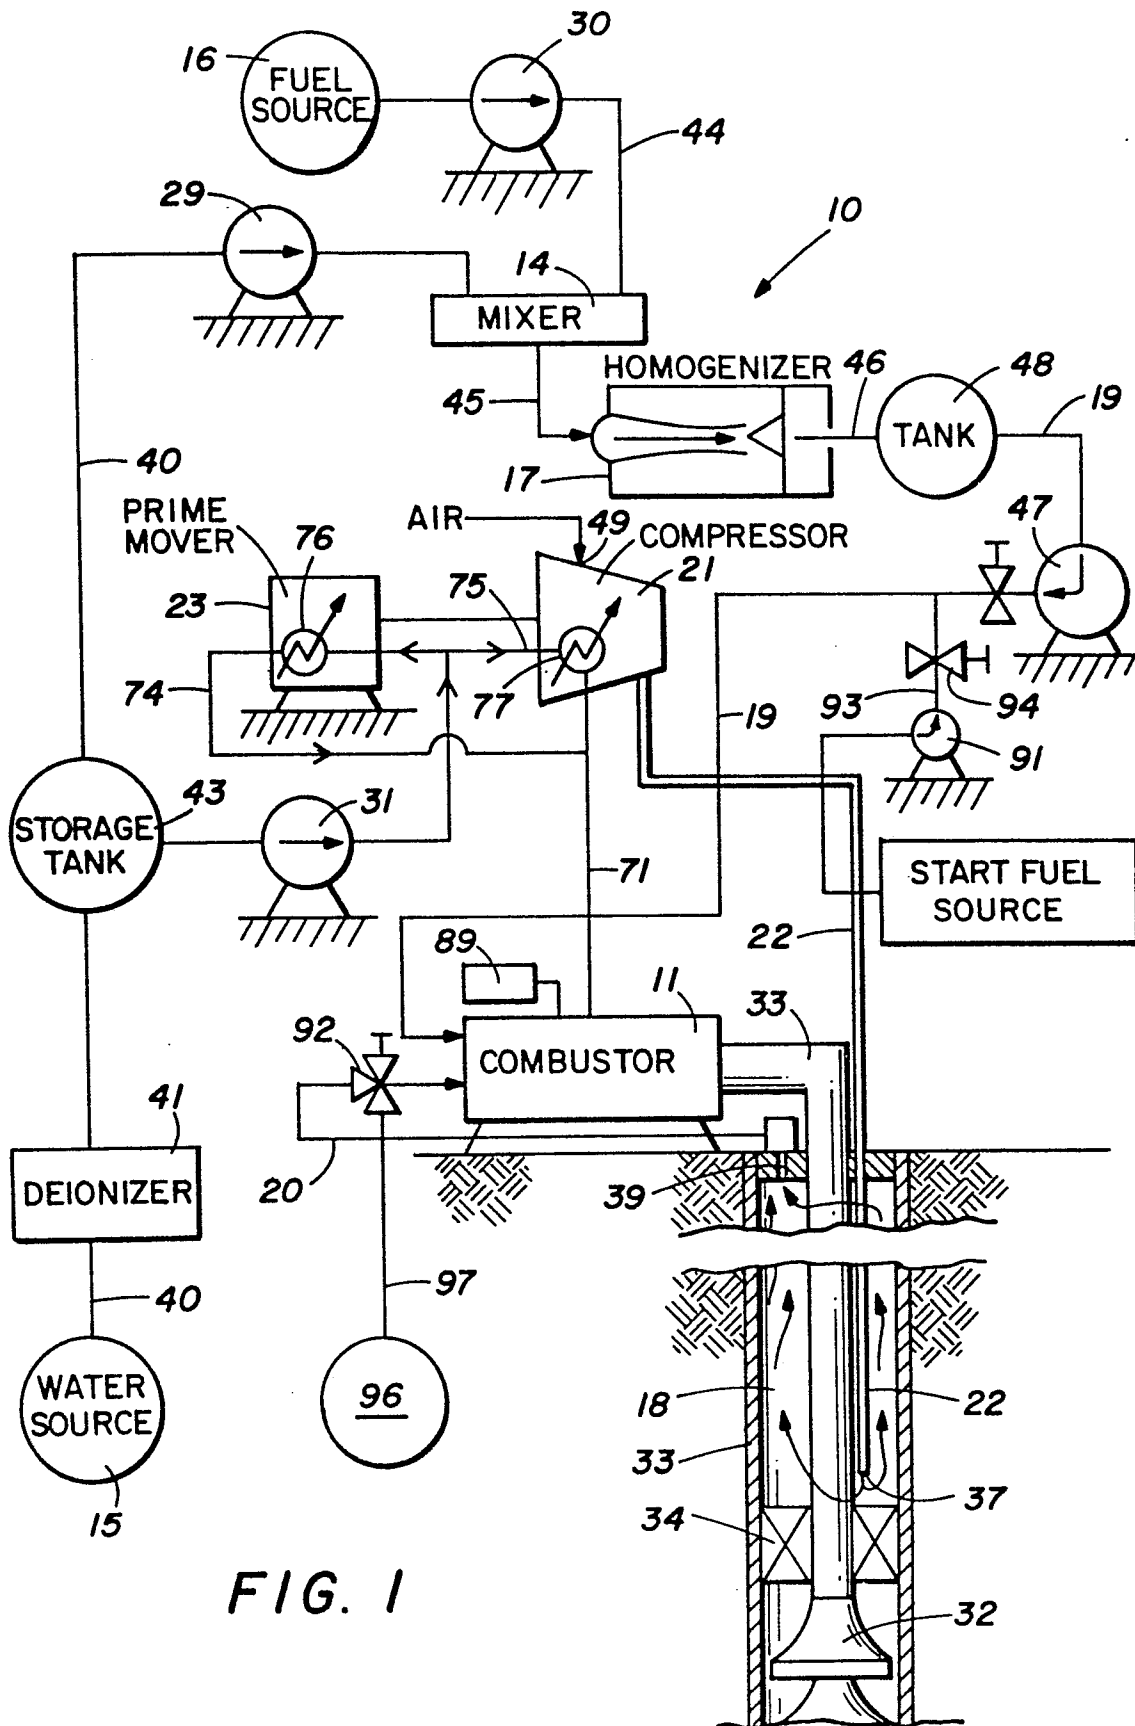 16
FUEL
SOURCE
30
44
29
10
14
MIXER
HOMOGENIZER
46
48
19
45
TANK
17
40
47
PRIME
MOVER
76
AIR
49
COMPRESSOR
21
75
23
74
77
19
93
94
91
43
STORAGE
TANK
31
71
START FUEL
SOURCE
22
89
11
33
92
COMBUSTOR
41
DEIONIZER
20
39
40
97
WATER
SOURCE
96
18
22
33
37
15
34
32
FIG. 1